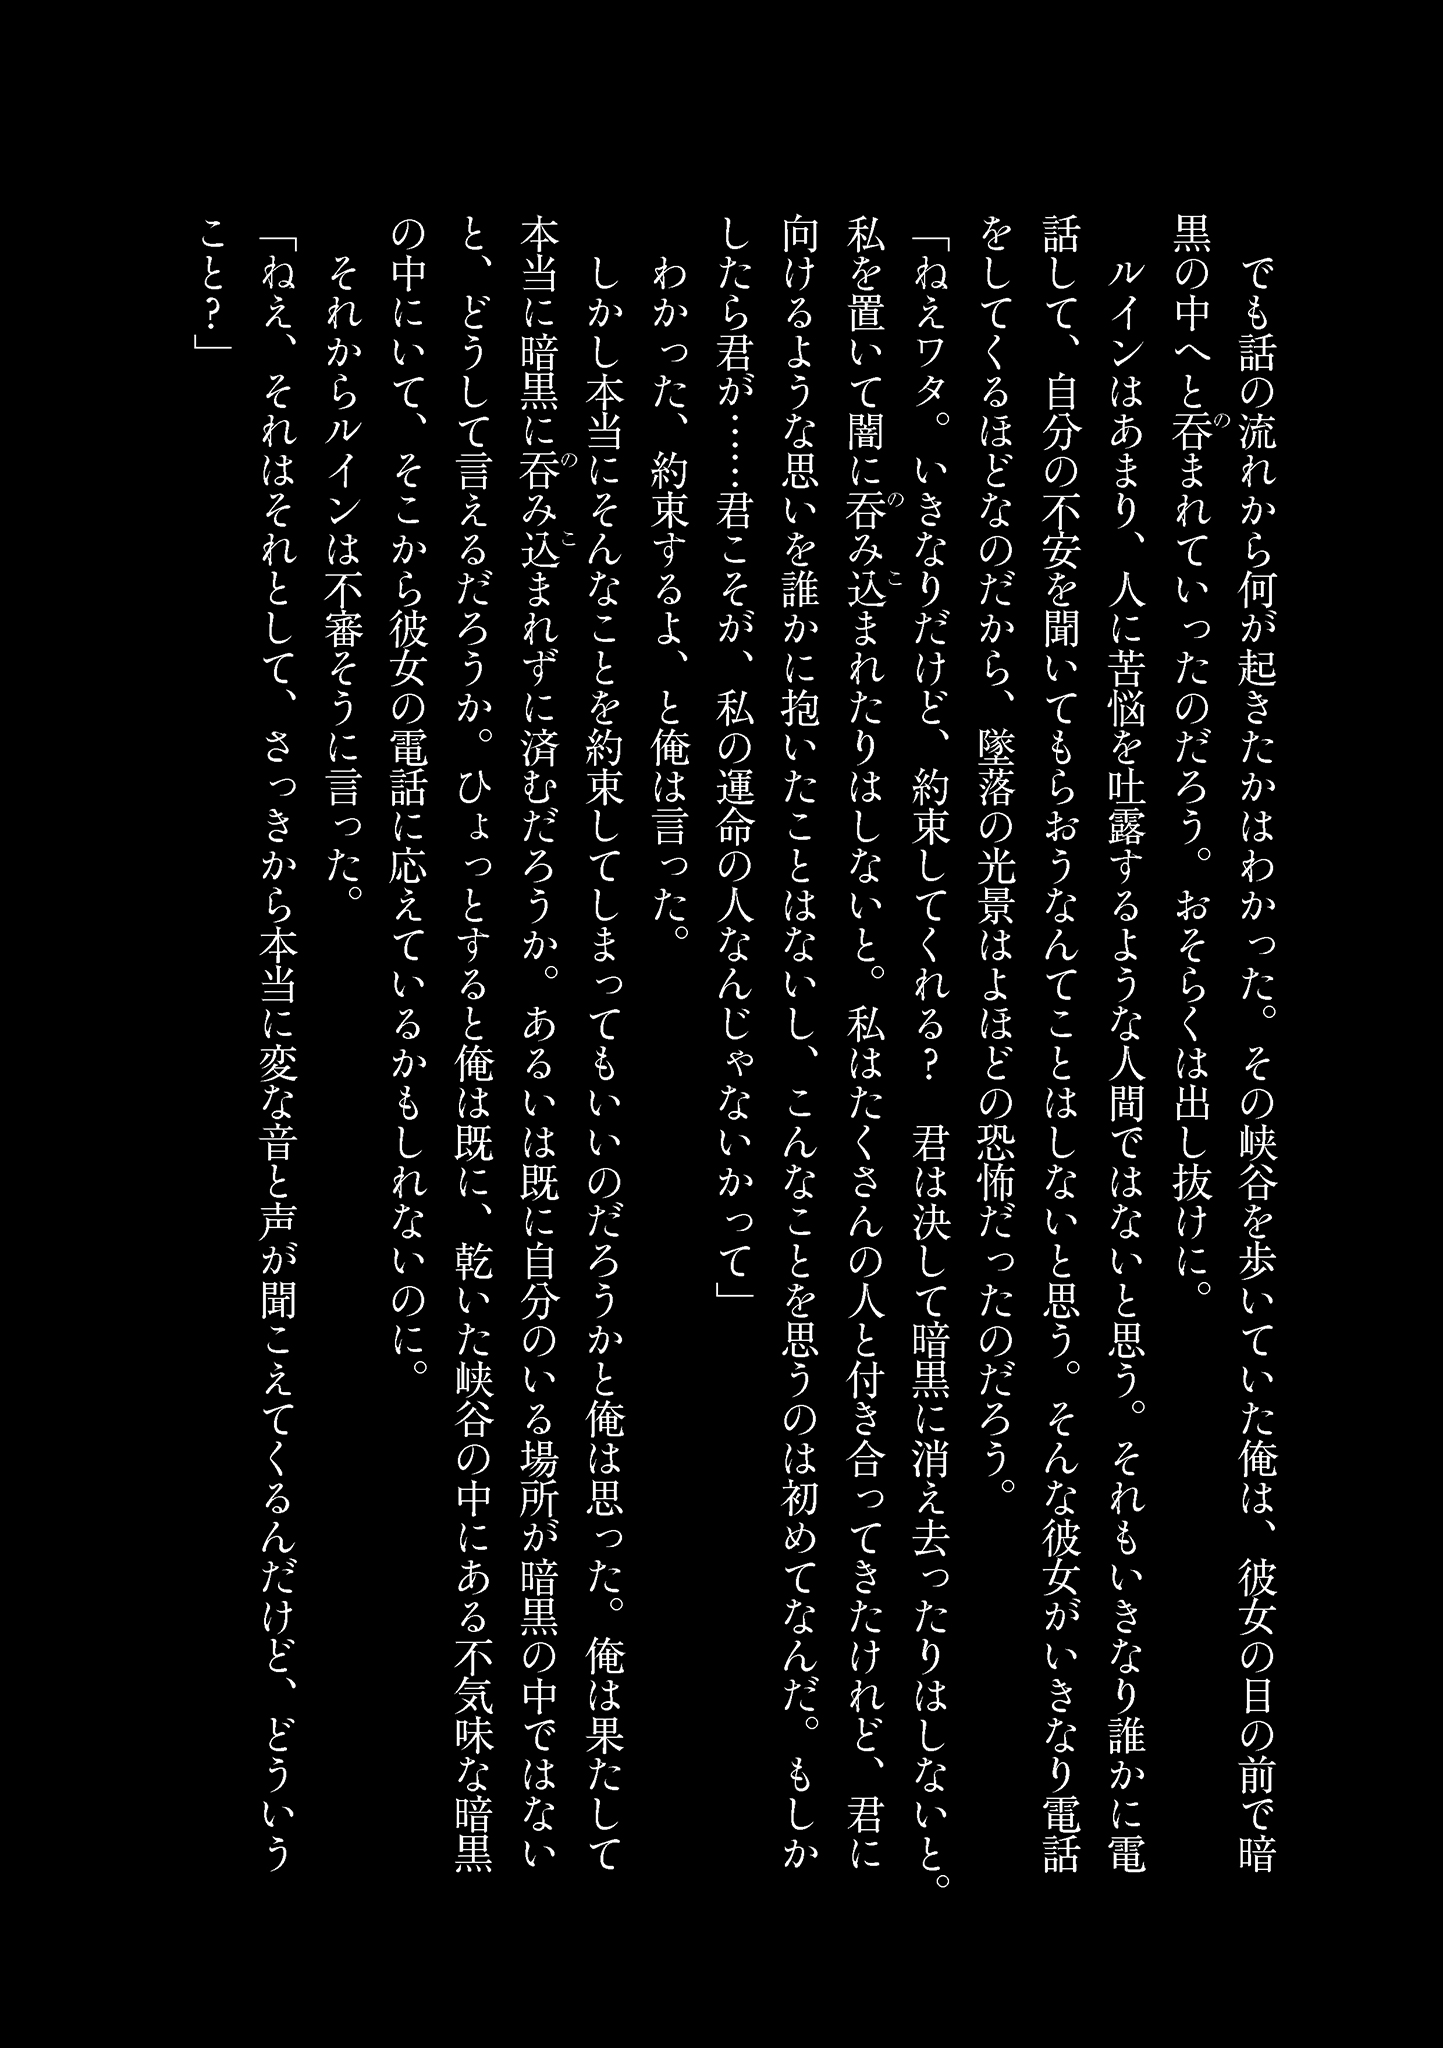 でも話の流れから何が起きたかはわかった。その峡谷を歩いていた俺は、彼女の目の前で暗
黒の中へと呑まれていったのだろう。おそらくは出し抜けに。
ルインはあまり、人に苦悩を吐露するような人間ではないと思う。それもいきなり誰かに電
話して、自分の不安を聞いてもらおうなんてことはしないと思う。そんな彼女がいきなり電話
をしてくるほどなのだから、墜落の光景はよほどの恐怖だったのだろう。
「ねぇワタ。いきなりだけど、約束してくれる？　君は決して暗黒に消え去ったりはしないと。
私を置いて闇に呑み込まれたりはしないと。私はたくさんの人と付き合ってきたけれど、君に
向けるような思いを誰かに抱いたことはないし、こんなことを思うのは初めてなんだ。もしか
したら君が……君こそが、私の運命の人なんじゃないかって」
わかった、約束するよ、と俺は言った。
しかし本当にそんなことを約束してしまってもいいのだろうかと俺は思った。俺は果たして
本当に暗黒に呑み込まれずに済むだろうか。あるいは既に自分のいる場所が暗黒の中ではない
と、どうして言えるだろうか。ひょっとすると俺は既に、乾いた峡谷の中にある不気味な暗黒
の中にいて、そこから彼女の電話に応えているかもしれないのに。
それからルインは不審そうに言った。
「ねえ、それはそれとして、さっきから本当に変な音と声が聞こえてくるんだけど、どういう
こと？」